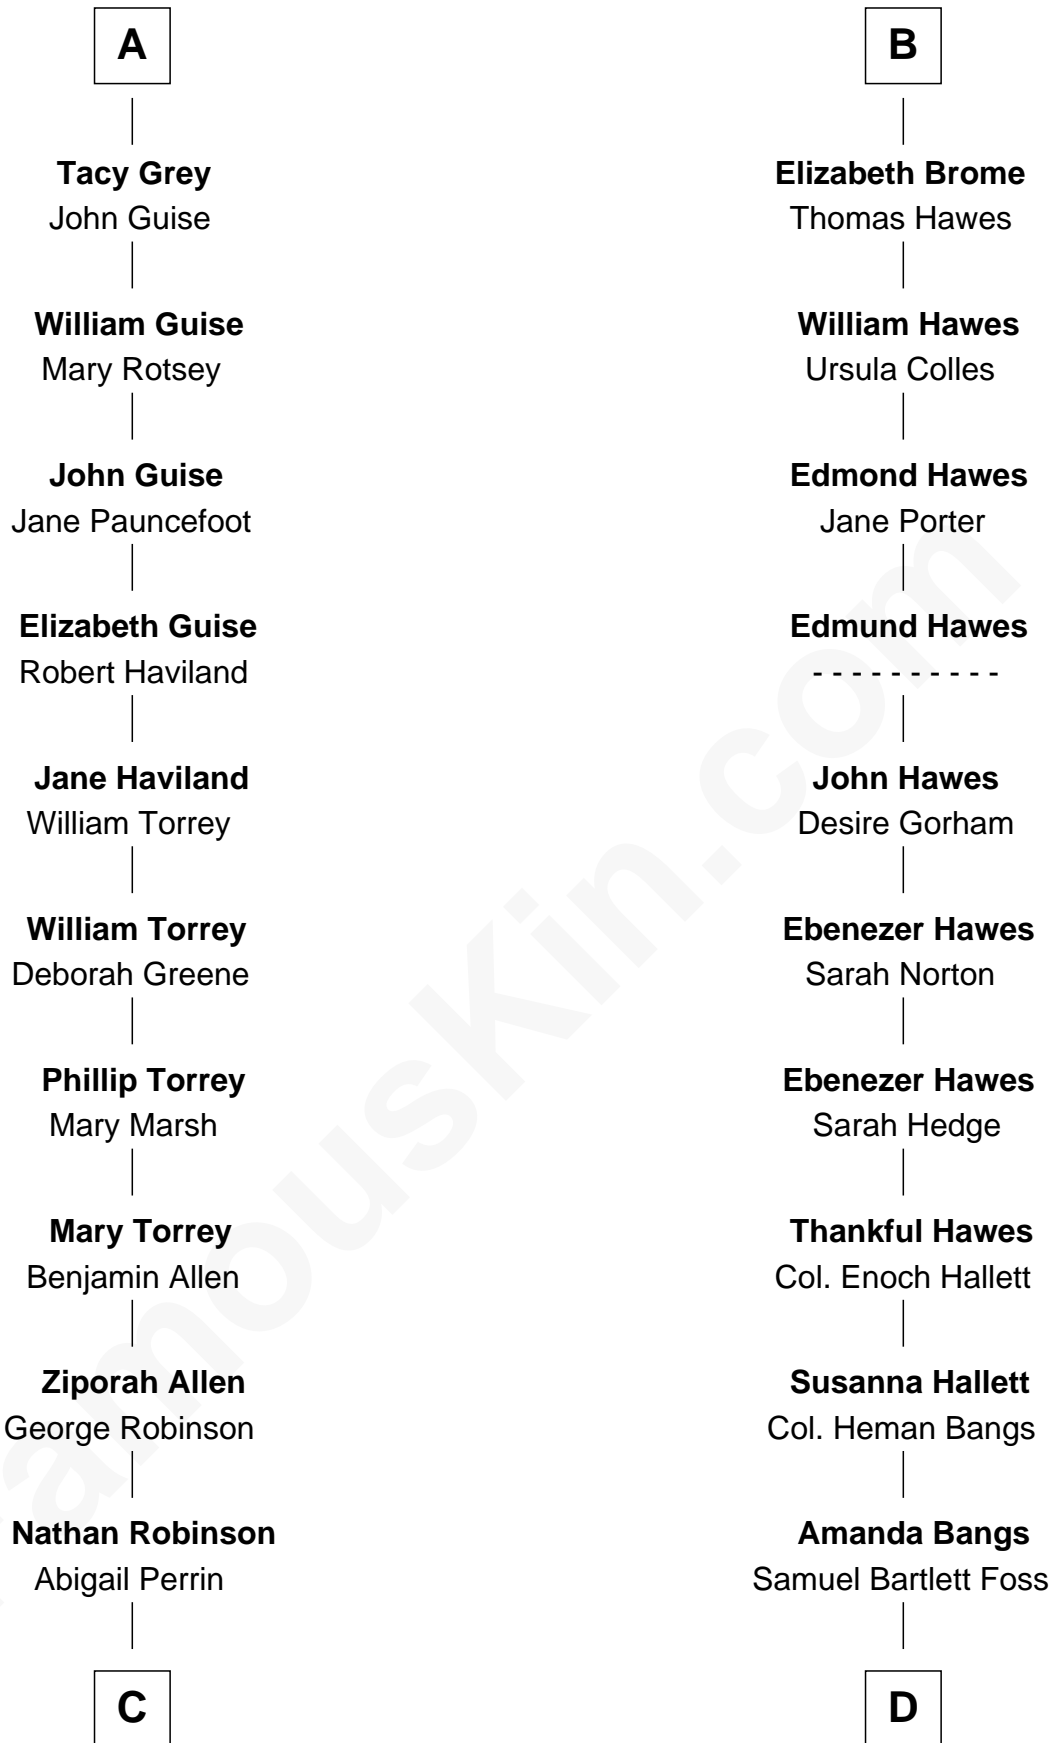 A
Tacy Grey
John Guise
William Guise
Mary Rotsey
John Guise
Jane Pauncefoot
Elizabeth Guise
Robert Haviland
Jane Haviland
William Torrey
William Torrey
Deborah Greene
Phillip Torrey
Mary Marsh
Mary Torrey
Benjamin Allen
Ziporah Allen
George Robinson
Nathan Robinson
Abigail Perrin
C
B
Elizabeth Brome
Thomas Hawes
William Hawes
Ursula Colles
Edmond Hawes
Jane Porter
Edmund Hawes
- - - - - - - - - -
John Hawes
Desire Gorham
Ebenezer Hawes
Sarah Norton
Ebenezer Hawes
Sarah Hedge
Thankful Hawes
Col. Enoch Hallett
Susanna Hallett
Col. Heman Bangs
Amanda Bangs
Samuel Bartlett Foss
D
famouskin.com